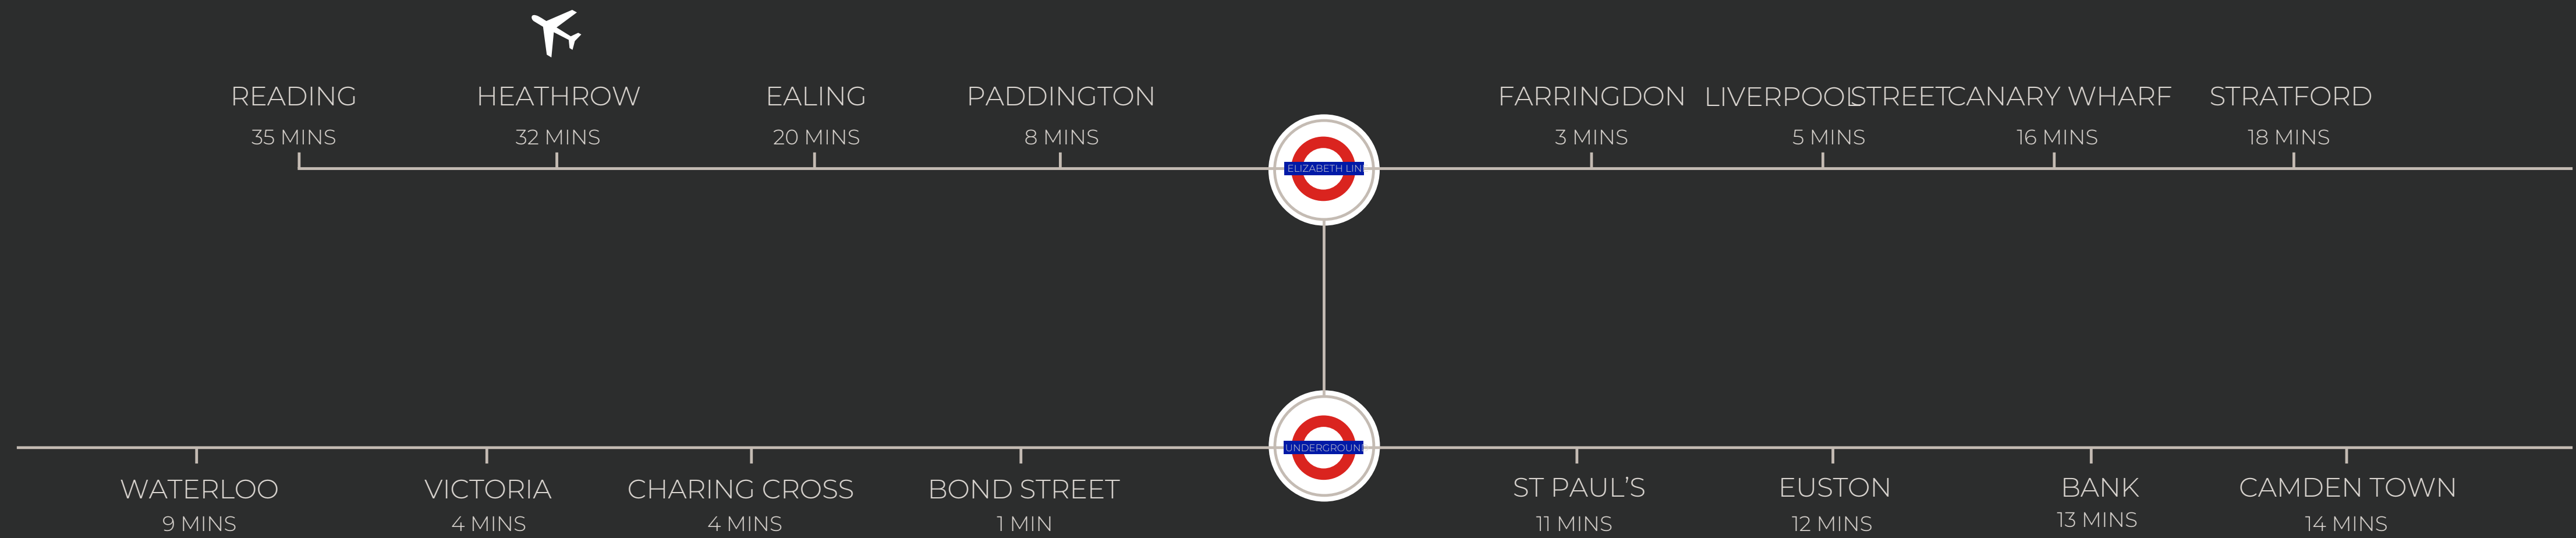 READING HEATHROW EALING PADDINGTON FARRINGDON LIVERPOOL STREET CANARY WHARF STRATFORD
35 MINS 32 MINS 20 MINS 8 MINS 3 MINS 5 MINS 16 MINS 18 MINS
ELIZABETH LIN
UNDERGROUN
WATERLOO VICTORIA CHARING CROSS BOND STREET ST PAUL’S EUSTON BANK CAMDEN TOWN
9 MINS 4 MINS 4 MINS 1 MIN 11 MINS 12 MINS 13 MINS 14 MINS